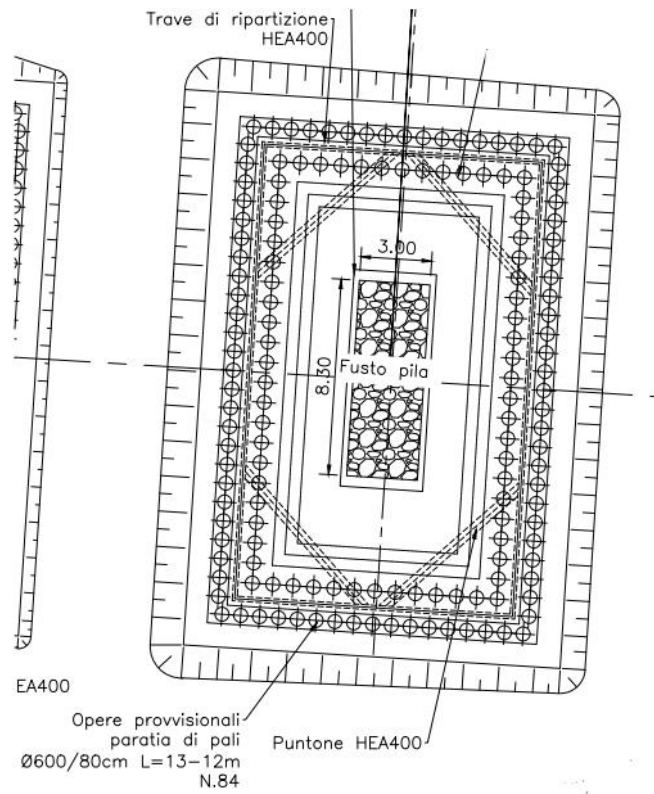 Trave di ripartizione
HEA400
3.00
8.30
Fusto pila
EA400
Opere provvisionali
paratia di pali
Ø600/80cm L=13-12m
N.84
Puntone HEA400